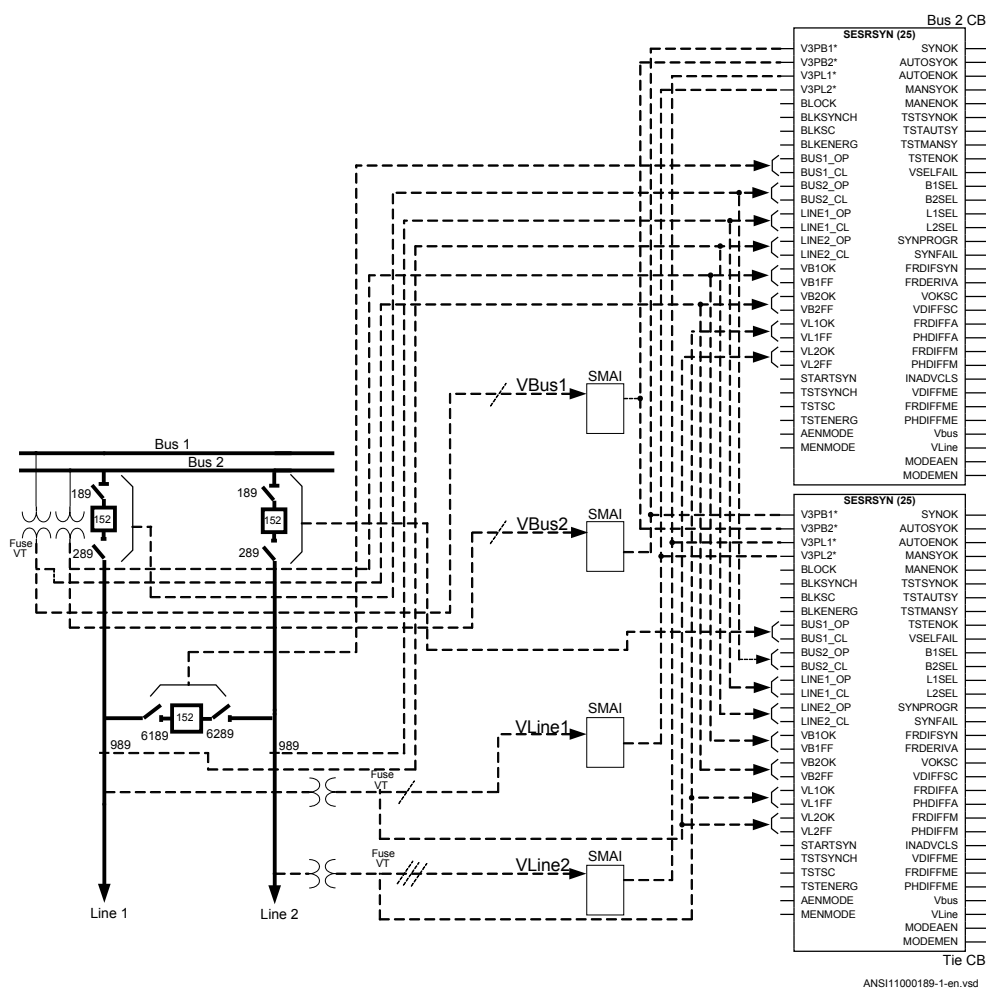 Bus 2 CB
SESRSYN (25)
V3PB1* SYNOK
V3PB2* AUTOSYOK
V3PL1* AUTOENOK
V3PL2* MANSYOK
BLOCK MANENOK
BLKSYNCH TSTSYNOK
BLKSC TSTAUTSY
BLKENERG TSTMANSY
BUS1_OP TSTENOK
BUS1_CL VSELFAIL
BUS2_OP B1SEL
BUS2_CL B2SEL
LINE1_OP L1SEL
LINE1_CL L2SEL
LINE2_OP SYNPROGR
LINE2_CL SYNFAIL
VB1OK FRDIFSYN
VB1FF FRDERIVA
VB2OK VOKSC
VB2FF VDIFFSC
VL1OK FRDIFFA
VL1FF PHDIFFA
VL2OK FRDIFFM
VL2FF PHDIFFM
STARTSYN INADVCLS
TSTSYNCH VDIFFME
TSTSC FRDIFFME
TSTENERG PHDIFFME
AENMODE Vbus
MENMODE VLine
MODEAEN
MODEMEN
VBus1 SMAI
Bus 1
Bus 2
189 189
152 152
Fuse
VT
289 289
VBus2 SMAI
SESRSYN (25)
V3PB1* SYNOK
V3PB2* AUTOSYOK
V3PL1* AUTOENOK
V3PL2* MANSYOK
BLOCK MANENOK
BLKSYNCH TSTSYNOK
BLKSC TSTAUTSY
BLKENERG TSTMANSY
BUS1_OP TSTENOK
BUS1_CL VSELFAIL
BUS2_OP B1SEL
BUS2_CL B2SEL
LINE1_OP L1SEL
LINE1_CL L2SEL
LINE2_OP SYNPROGR
LINE2_CL SYNFAIL
VB1OK FRDIFSYN
VB1FF FRDERIVA
VB2OK VOKSC
VB2FF VDIFFSC
VL1OK FRDIFFA
VL1FF PHDIFFA
VL2OK FRDIFFM
VL2FF PHDIFFM
STARTSYN INADVCLS
TSTSYNCH VDIFFME
TSTSC FRDIFFME
TSTENERG PHDIFFME
AENMODE Vbus
MENMODE VLine
MODEAEN
MODEMEN
152
6189 6289
989 989
VLine1 SMAI
Fuse
VT
VLine2 SMAI
Fuse
VT
Line 1 Line 2
Tie CB
ANSI11000189-1-en.vsd